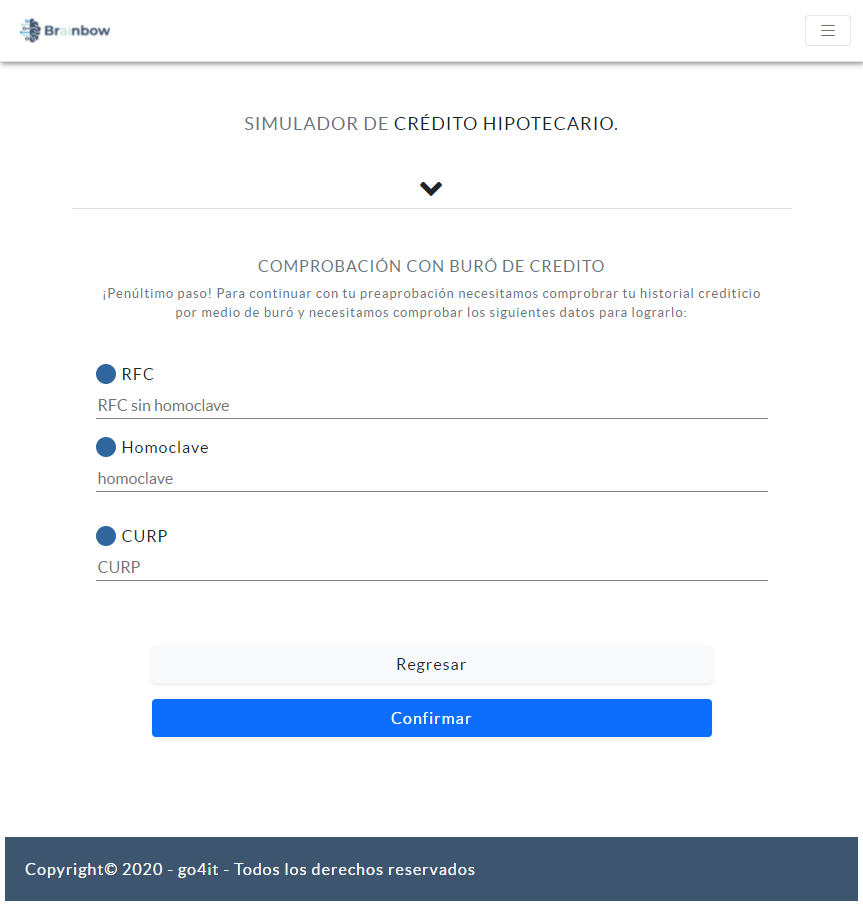 Brainbow
SIMULADOR DE CRÉDITO HIPOTECARIO.
COMPROBACIÓN CON BURÓ DE CREDITO
¡Penúltimo paso! Para continuar con tu preaprobación necesitamos comprobrar tu historial crediticio
por medio de buró y necesitamos comprobar los siguientes datos para lograrlo:
RFC
RFC sin homoclave
Homoclave
homoclave
CURP
CURP
Regresar
Confirmar
Copyright© 2020 - go4it - Todos los derechos reservados